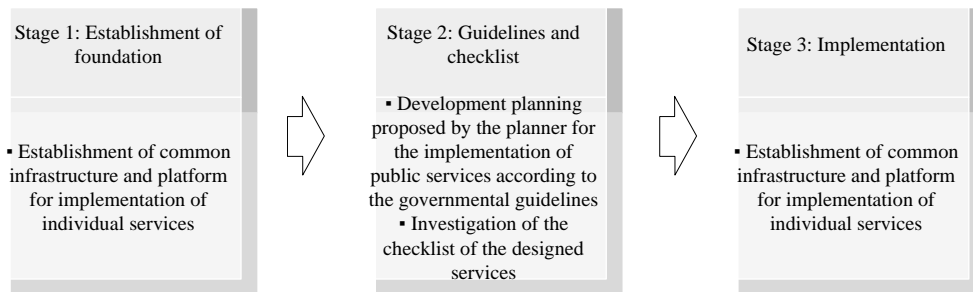 Stage 1: Establishment of
foundation
▪ Establishment of common
infrastructure and platform
for implementation of
individual services
Stage 2: Guidelines and
checklist
▪ Development planning
proposed by the planner for
the implementation of
public services according to
the governmental guidelines
▪ Investigation of the
checklist of the designed
services
Stage 3: Implementation
▪ Establishment of common
infrastructure and platform
for implementation of
individual services